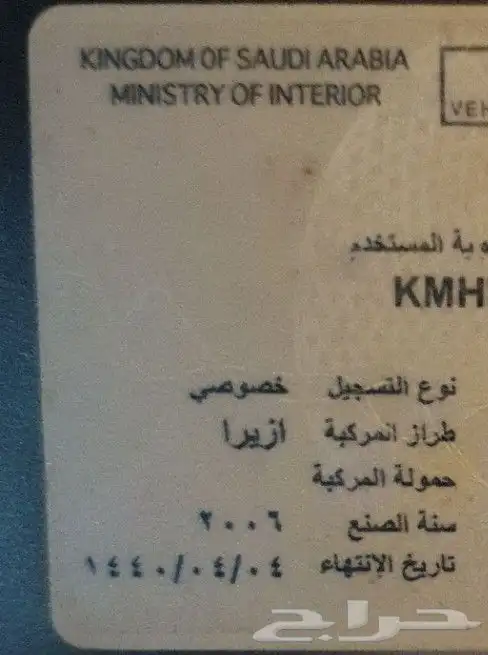 KINGDOM OF SAUDI ARABIA
MINISTRY OF INTERIOR
VEH
وية المستخدم
KMH
نوع التسجيل خصوصي
طراز المركبة ازيرا
حمولة المركبة
سنة الصنع ٢٠٠٦
تاريخ الإنتهاء ١٤٤٠/٠٤/٠٤
حراج